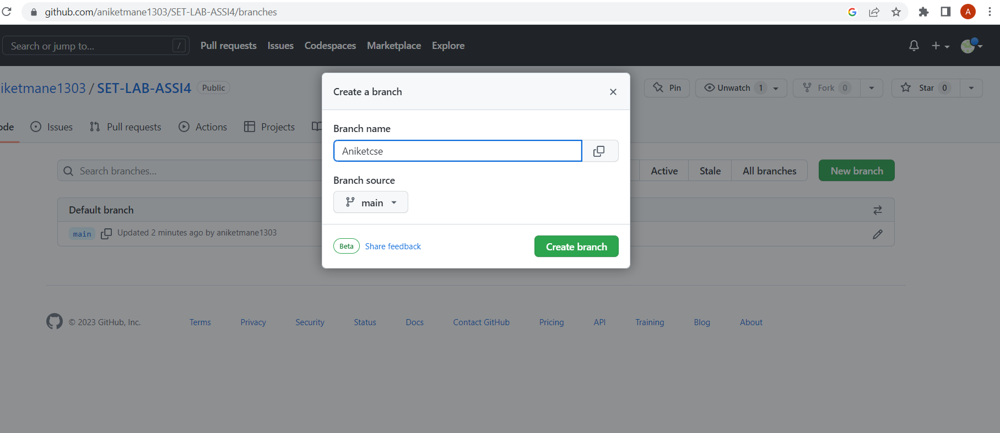 github.com/aniketmane1303/SET-LAB-ASSI4/branches
A
Search or jump to... /
Pull requests Issues Codespaces Marketplace Explore
iketmane1303 / SET-LAB-ASSI4 Public
Pin Unwatch 1 Fork 0 Star 0
ode Issues Pull requests Actions Projects
Create a branch
Branch name
Aniketcse
Branch source
main
Beta Share feedback Create branch
Search branches... Active Stale All branches New branch
Default branch
main Updated 2 minutes ago by aniketmane1303
© 2023 GitHub, Inc. Terms Privacy Security Status Docs Contact GitHub Pricing API Training Blog About